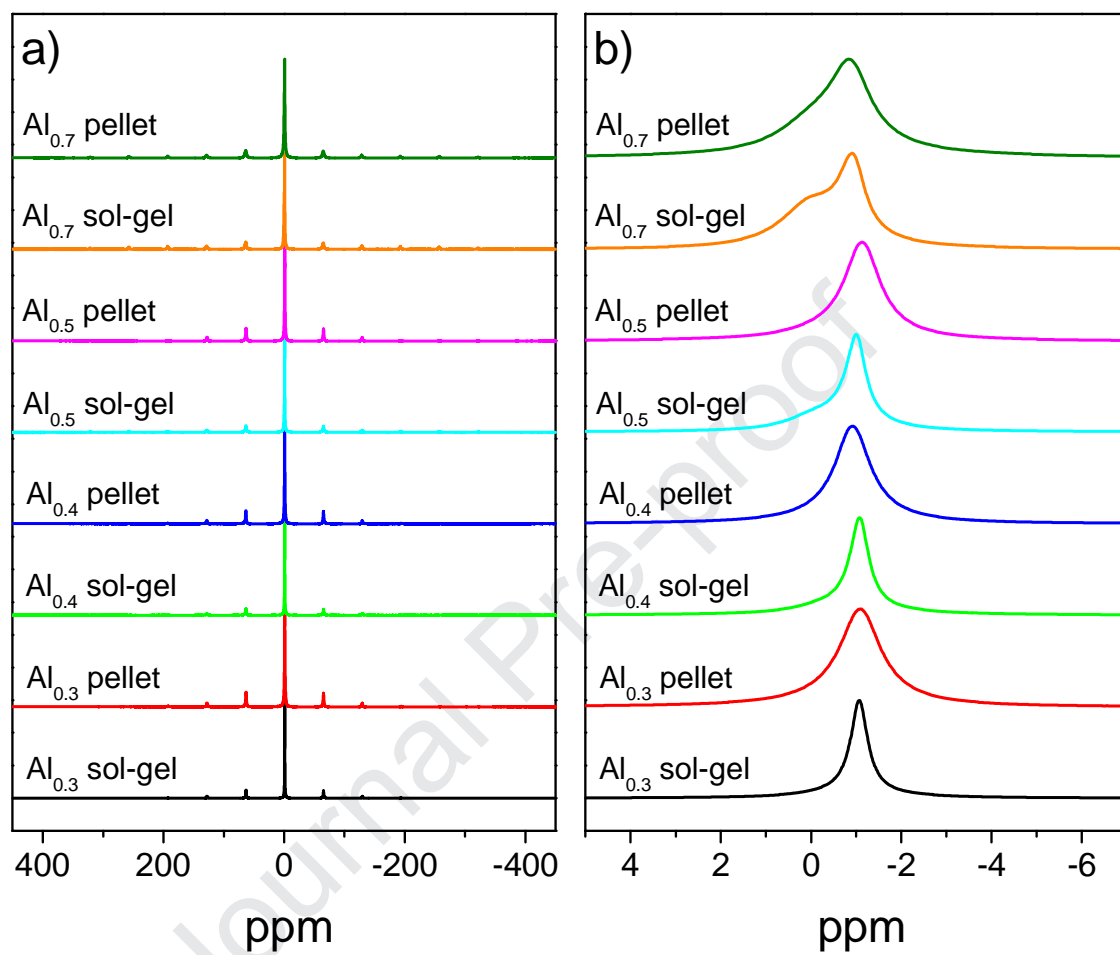 a)
Al0.7 pellet
Al0.7 sol-gel
Al0.5 pellet
Al0.5 sol-gel
Al0.4 pellet
Al0.4 sol-gel
Al0.3 pellet
Al0.3 sol-gel
400 200 0 -200 -400
ppm
b)
Al0.7 pellet
Al0.7 sol-gel
Al0.5 pellet
Al0.5 sol-gel
Al0.4 pellet
Al0.4 sol-gel
Al0.3 pellet
Al0.3 sol-gel
4 2 0 -2 -4 -6
ppm
Journal Pre-proof